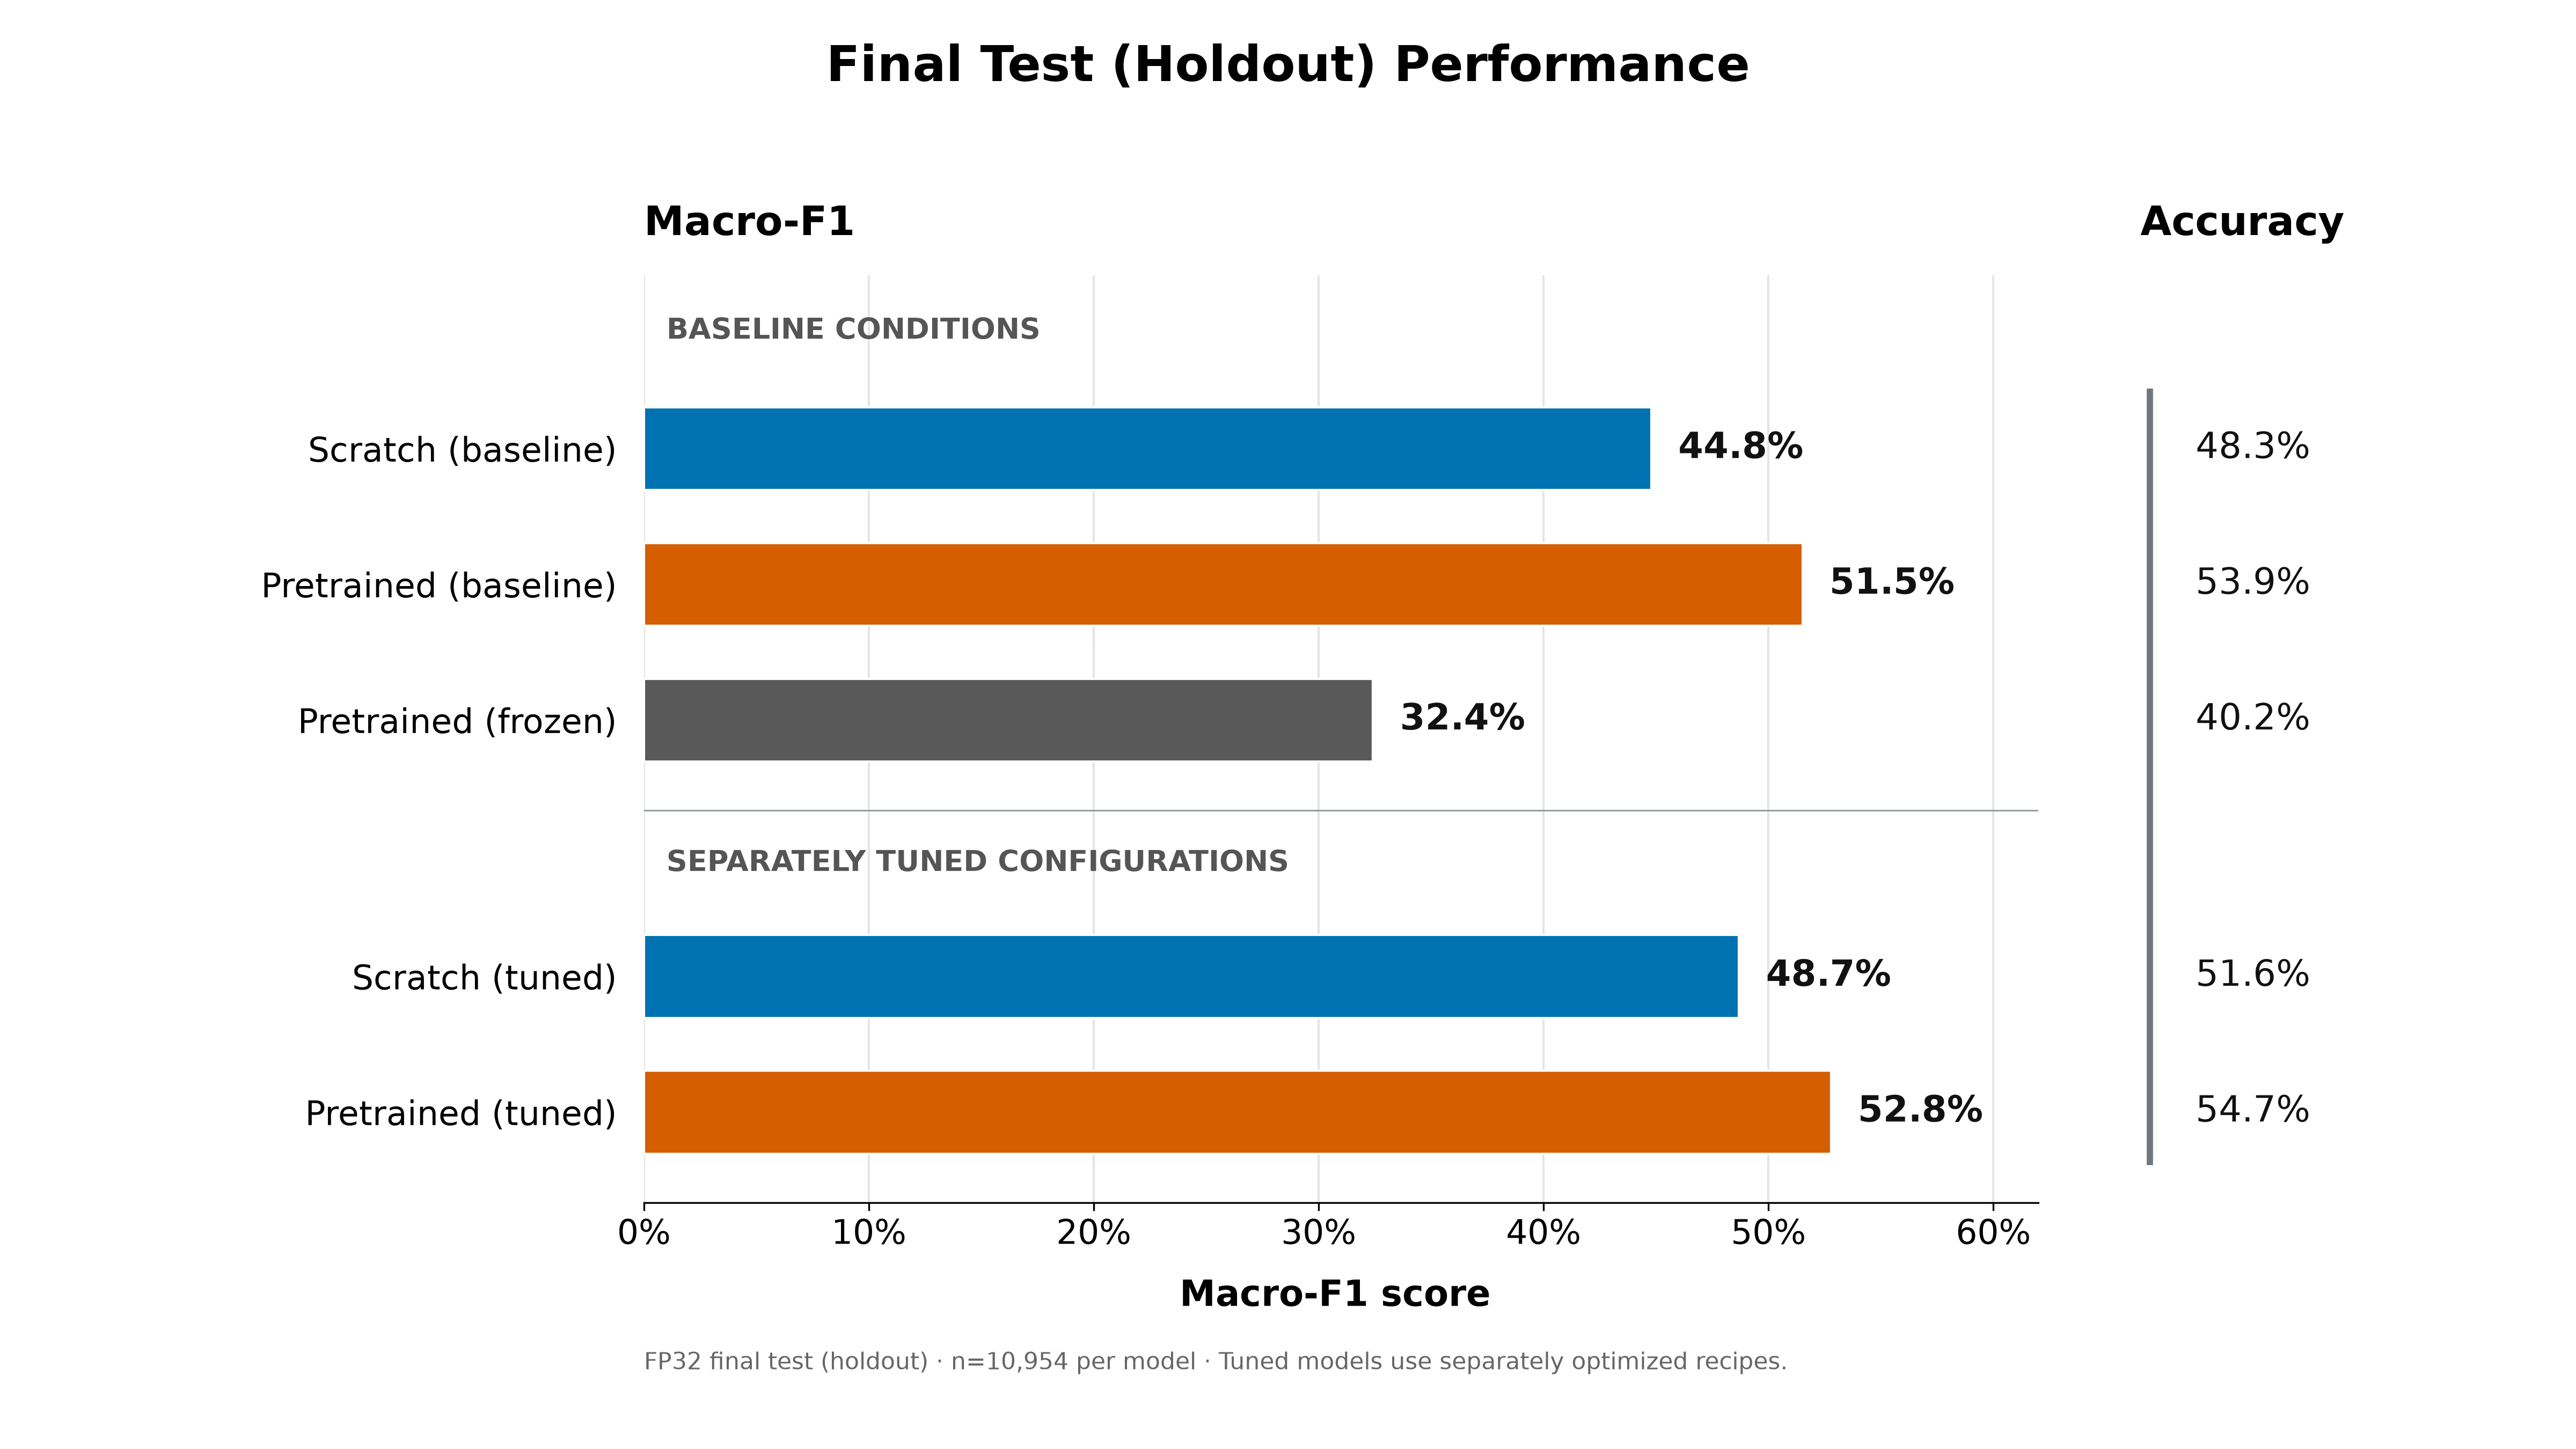 Final Test (Holdout) Performance
Macro-F1
Accuracy
BASELINE CONDITIONS
Scratch (baseline) 44.8% 48.3%
Pretrained (baseline) 51.5% 53.9%
Pretrained (frozen) 32.4% 40.2%
SEPARATELY TUNED CONFIGURATIONS
Scratch (tuned) 48.7% 51.6%
Pretrained (tuned) 52.8% 54.7%
0% 10% 20% 30% 40% 50% 60%
Macro-F1 score
FP32 final test (holdout) · n=10,954 per model · Tuned models use separately optimized recipes.